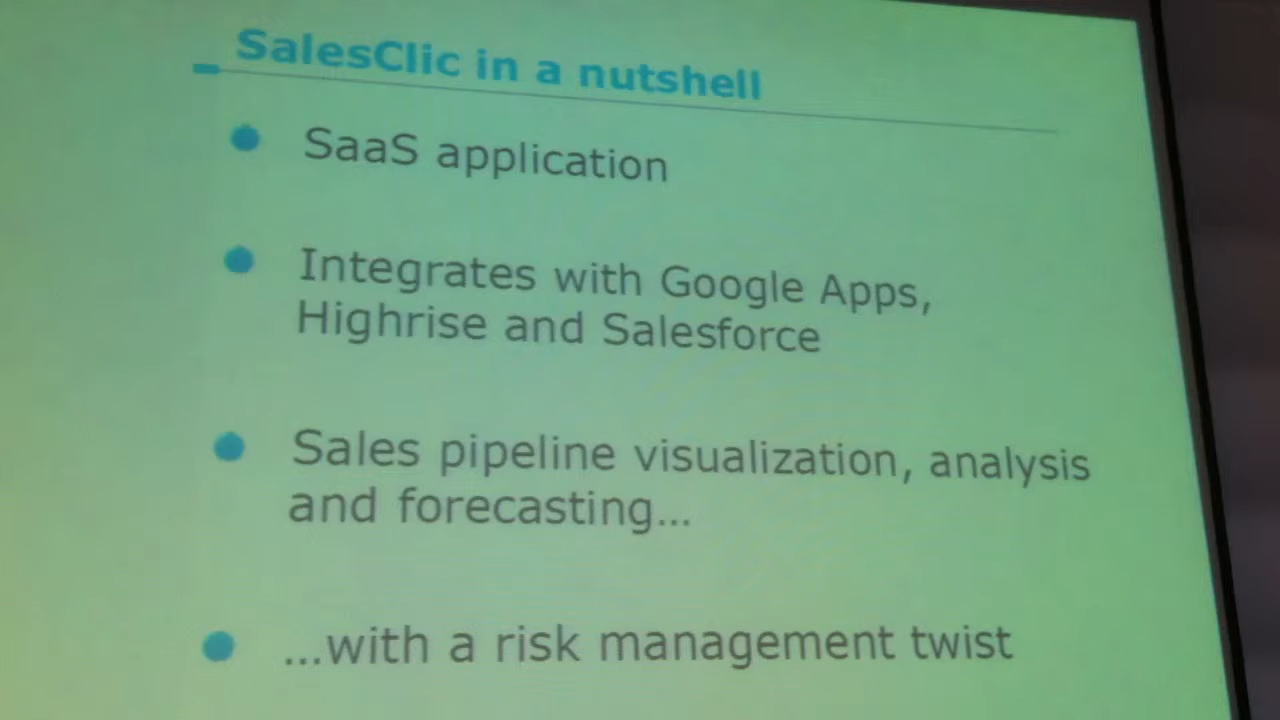 SalesClic in a nutshell
SaaS application
Integrates with Google Apps,
Highrise and Salesforce
Sales pipeline visualization, analysis
and forecasting...
...with a risk management twist